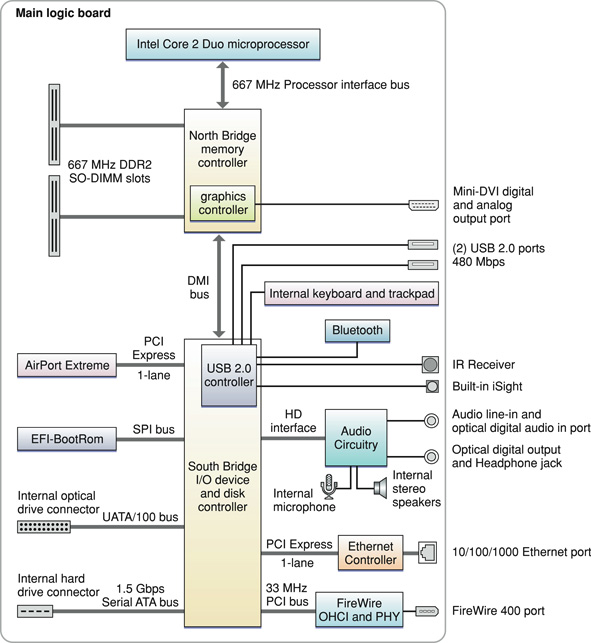 Main logic board
Intel Core 2 Duo microprocessor
667 MHz Processor interface bus
North Bridge
memory
controller
667 MHz DDR2
SO-DIMM slots
graphics
controller
Mini-DVI digital
and analog
output port
(2) USB 2.0 ports
480 Mbps
DMI
bus
Internal keyboard and trackpad
Bluetooth
PCI
Express
1-lane
AirPort Extreme
USB 2.0
controller
IR Receiver
Built-in iSight
HD
interface
Audio
Circuitry
Audio line-in and
optical digital audio in port
EFI-BootRom
SPI bus
Optical digital output
and Headphone jack
South Bridge
I/O device
and disk
controller
Internal
microphone
Internal
stereo
speakers
Internal optical
drive connector
UATA/100 bus
PCI Express
1-lane
Ethernet
Controller
10/100/1000 Ethernet port
Internal hard
drive connector
1.5 Gbps
Serial ATA bus
33 MHz
PCI bus
FireWire
OHCI and PHY
FireWire 400 port